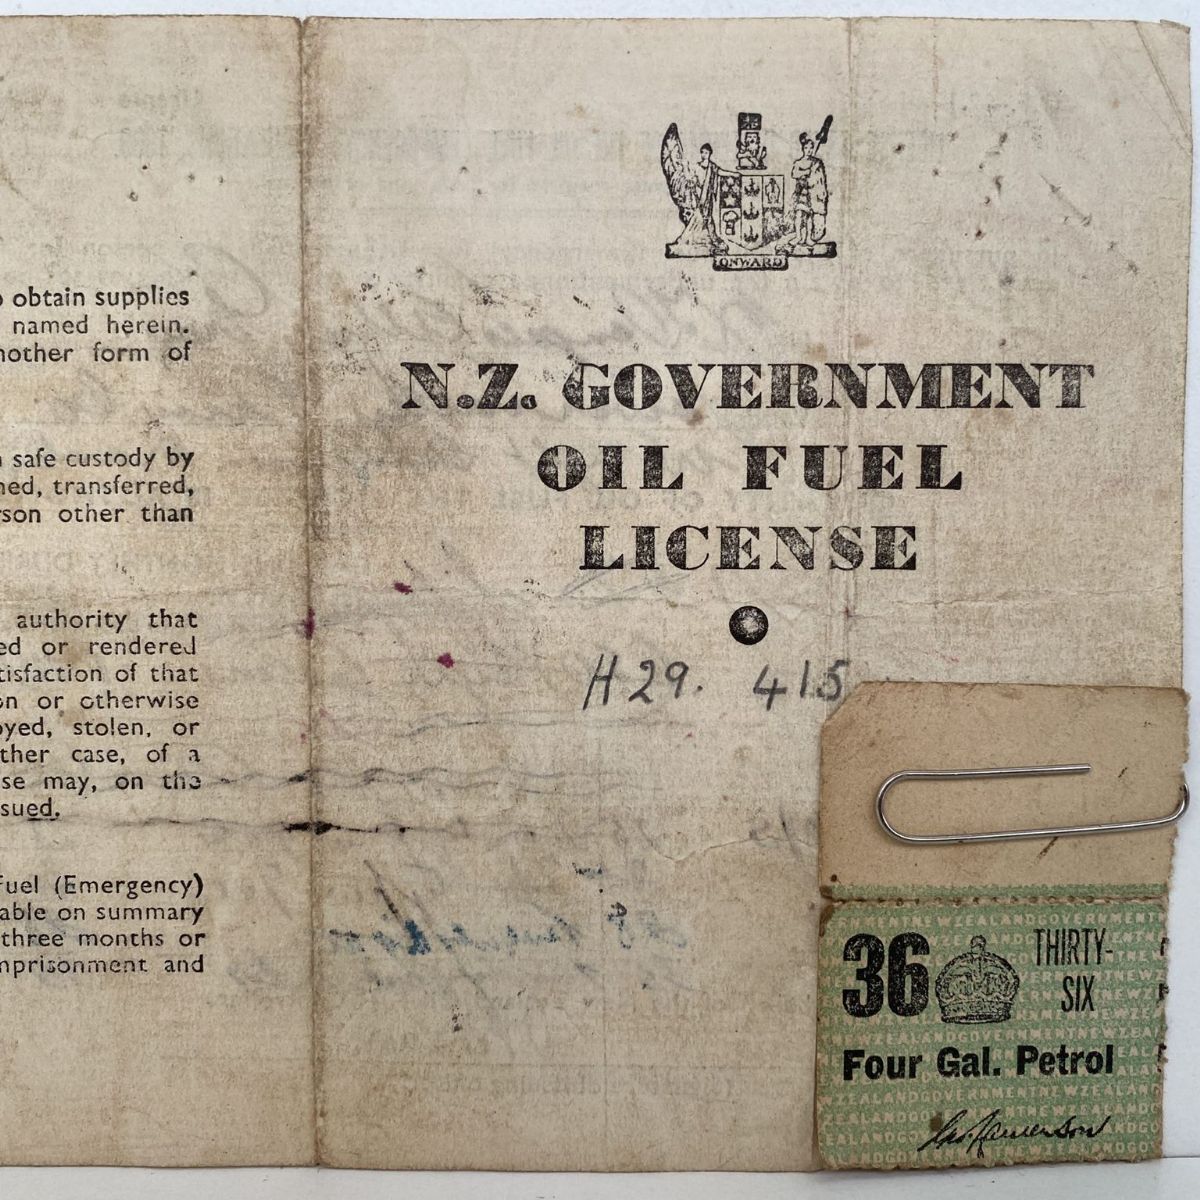 o obtain supplies
named herein.
nother form of
safe custody by
ned, transferred,
rson other than
authority that
ed or rendered
tisfaction of that
on or otherwise
oyed, stolen, or
ther case, of a
se may, on the
sued.
Fuel (Emergency)
able on summary
three months or
mprisonment and
ONWARD
N.Z. GOVERNMENT
OIL FUEL
LICENSE
H29. 415
36 THIRTY-
SIX
Four Gal. Petrol